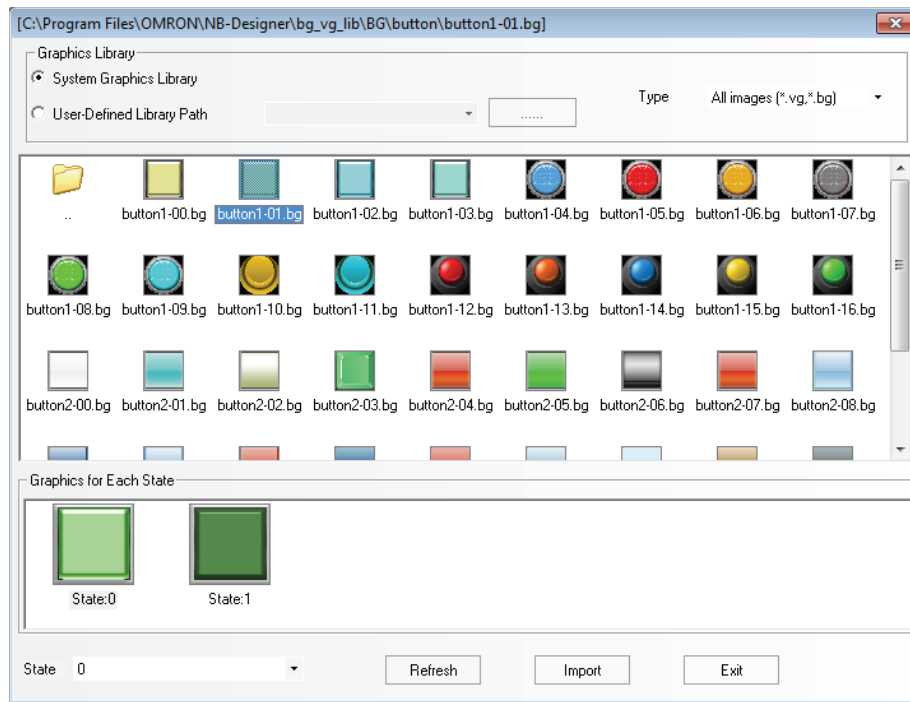 [C:\Program Files\OMRON\NB-Designer\bg_vg_lib\BG\button\button1-01.bg]
Graphics Library
System Graphics Library
User-Defined Library Path ...... Type All images (*.vg,*.bg)
.. button1-00.bg button1-01.bg button1-02.bg button1-03.bg button1-04.bg button1-05.bg button1-06.bg button1-07.bg
button1-08.bg button1-09.bg button1-10.bg button1-11.bg button1-12.bg button1-13.bg button1-14.bg button1-15.bg button1-16.bg
button2-00.bg button2-01.bg button2-02.bg button2-03.bg button2-04.bg button2-05.bg button2-06.bg button2-07.bg button2-08.bg
Graphics for Each State
State:0 State:1
State 0 Refresh Import Exit